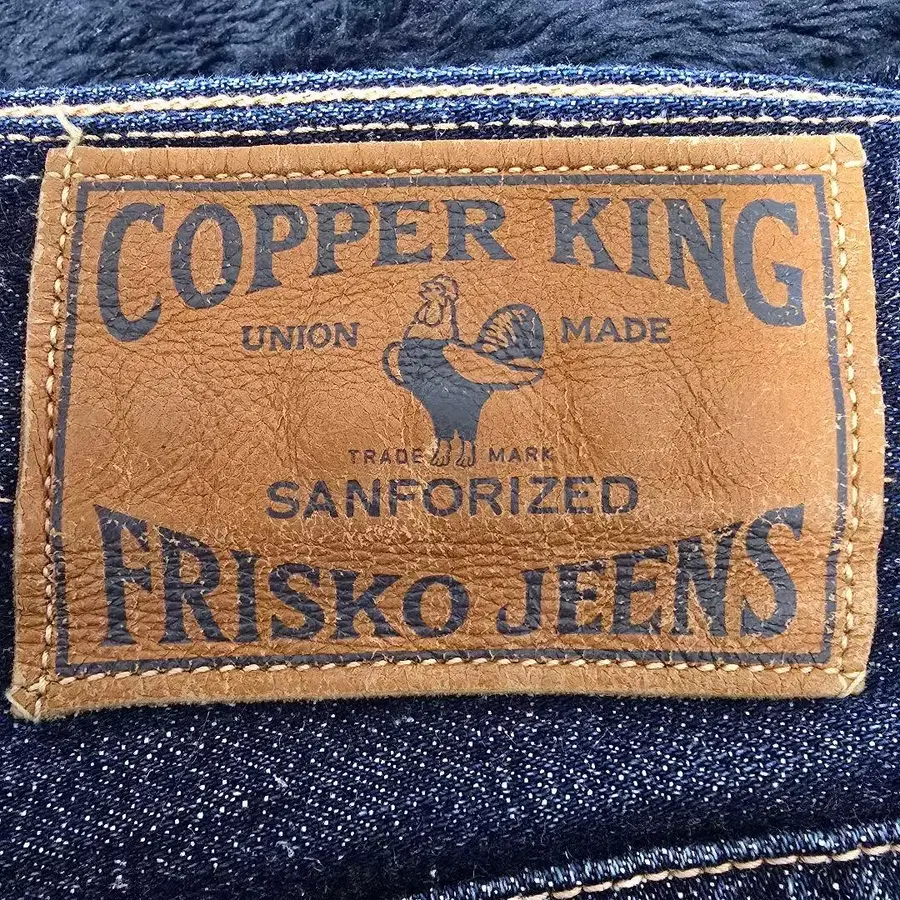 COPPER KING
UNION MADE
TRADE MARK
SANFORIZED
FRISKO JEENS